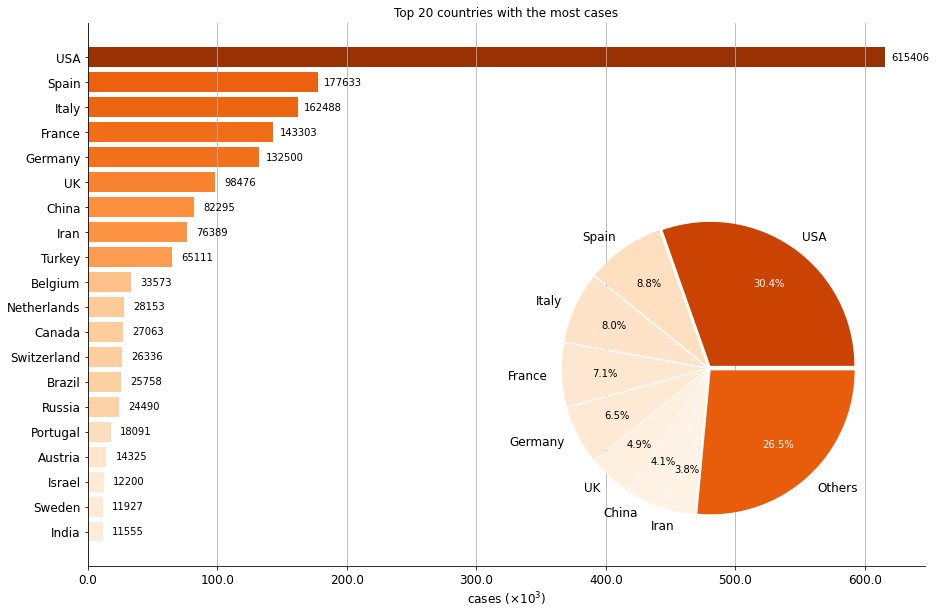 Top 20 countries with the most cases
USA 615406
Spain 177633
Italy 162488
France 143303
Germany 132500
UK 98476
China 82295
Iran 76389
Turkey 65111
Belgium 33573
Netherlands 28153
Canada 27063
Switzerland 26336
Brazil 25758
Russia 24490
Portugal 18091
Austria 14325
Israel 12200
Sweden 11927
India 11555
0.0 100.0 200.0 300.0 400.0 500.0 600.0
cases (×10³)
USA 30.4%
Spain 8.8%
Italy 8.0%
France 7.1%
Germany 6.5%
UK 4.9%
China 4.1%
Iran 3.8%
Others 26.5%